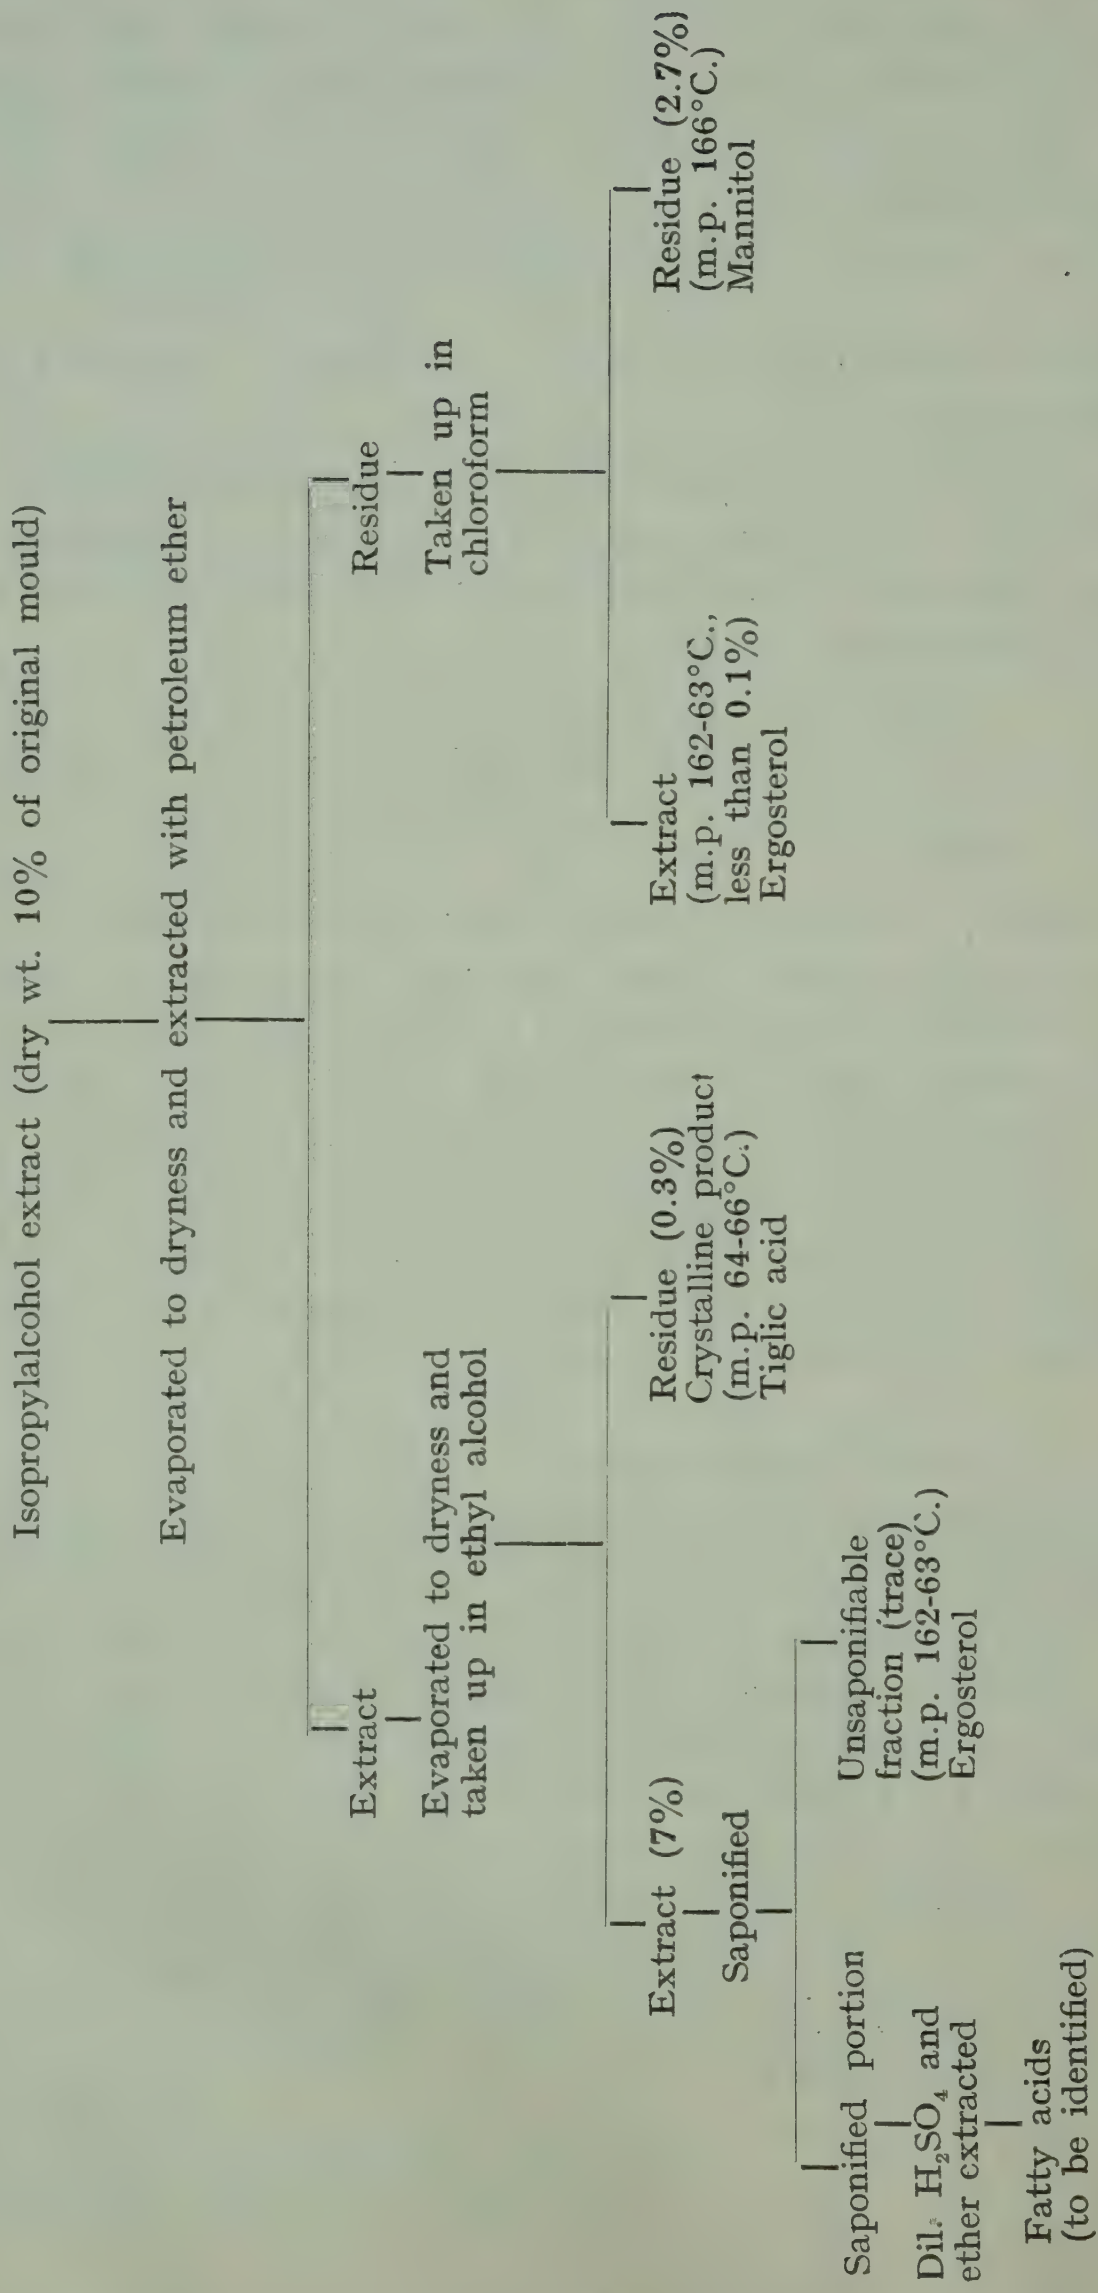 Isopropylalcohol extract (dry wt. 10% of original mould)
Evaporated to dryness and extracted with petroleum ether
Extract
Evaporated to dryness and
taken up in ethyl alcohol
Extract (7%)
Saponified
Saponified portion
Dil. H₂SO₄ and
ether extracted
Fatty acids
(to be identified)
Unsaponifiable
fraction (trace)
(m.p. 162-63°C.)
Ergosterol
Residue (0.3%)
Crystalline product
(m.p. 64-66°C.)
Tiglic acid
Residue
Taken up in
chloroform
Extract
(m.p. 162-63°C.,
less than 0.1%)
Ergosterol
Residue (2.7%)
(m.p. 166°C.)
Mannitol